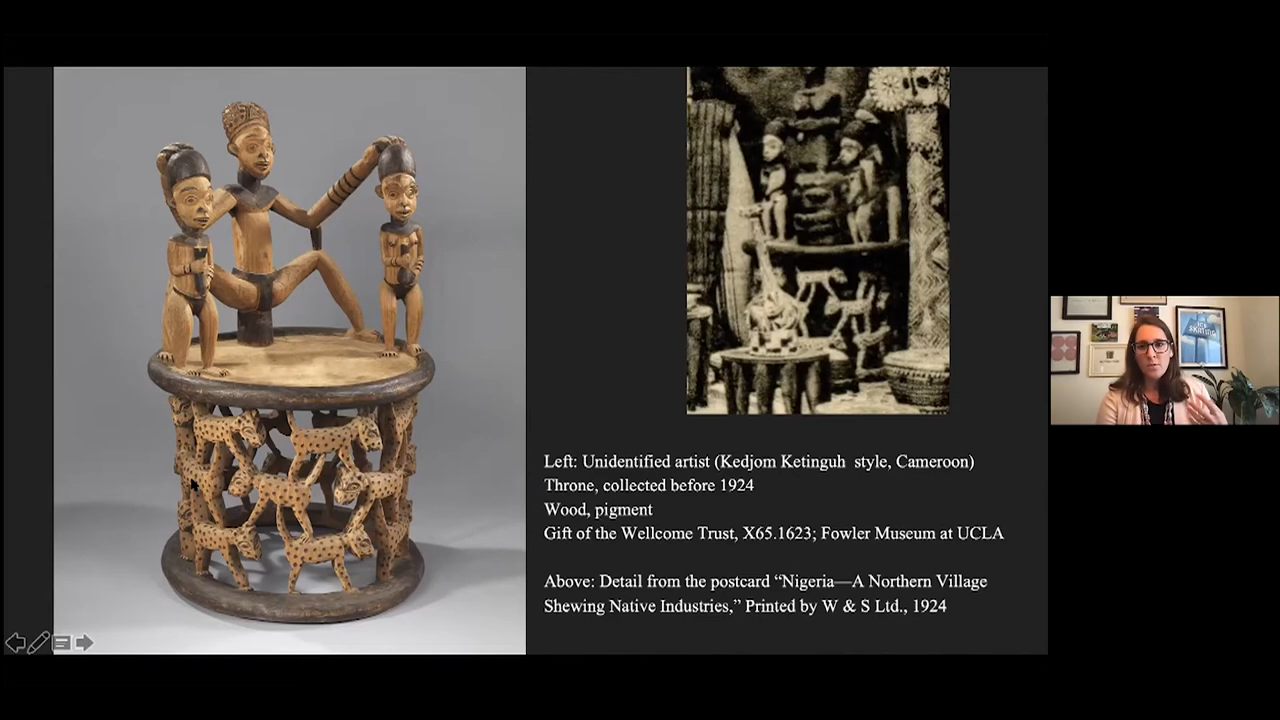 Left: Unidentified artist (Kedjom Ketinguh style, Cameroon)
Throne, collected before 1924
Wood, pigment
Gift of the Wellcome Trust, X65.1623; Fowler Museum at UCLA
Above: Detail from the postcard “Nigeria—A Northern Village
Shewing Native Industries,” Printed by W & S Ltd., 1924